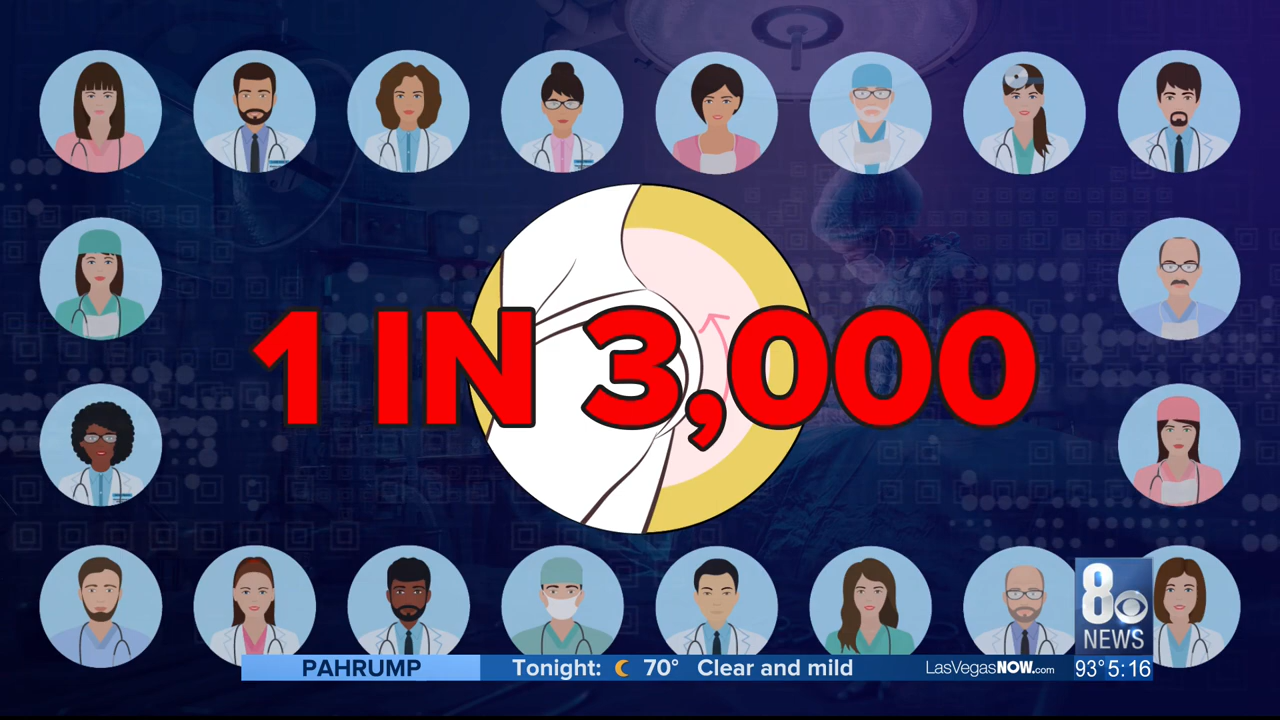 1 IN 3,000
8
NEWS
PAHRUMP
Tonight: 70° Clear and mild
LasVegasNOW.com
93° 5:16